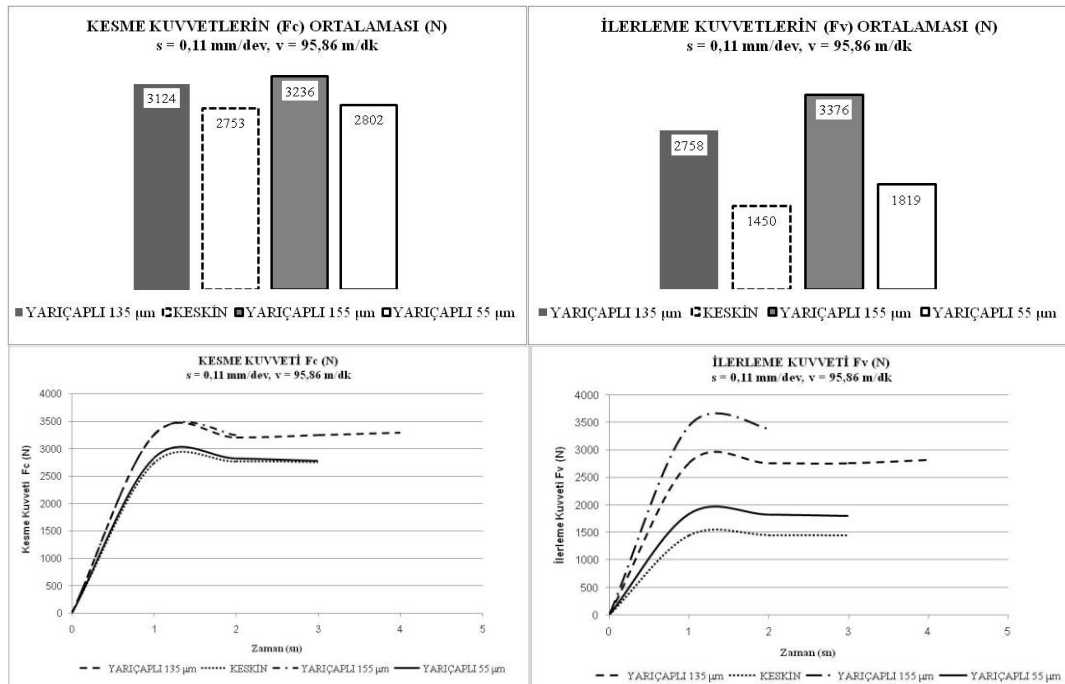 KESME KUVVETLERİN (Fc) ORTALAMASI (N)
s = 0,11 mm/dev, v = 95,86 m/dk
3124
2753
3236
2802
YARIÇAPLI 135 µm KESKİN YARIÇAPLI 155 µm YARIÇAPLI 55 µm
İLERLEME KUVVETLERİN (Fv) ORTALAMASI (N)
s = 0,11 mm/dev, v = 95,86 m/dk
2758
1450
3376
1819
YARIÇAPLI 135 µm KESKİN YARIÇAPLI 155 µm YARIÇAPLI 55 µm
KESME KUVVETİ Fc (N)
s = 0,11 mm/dev, v = 95,86 m/dk
Kesme Kuvveti Fc (N)
4000
3500
3000
2500
2000
1500
1000
500
0
0 1 2 3 4 5
Zaman (sn)
YARIÇAPLI 135 µm KESKİN YARIÇAPLI 155 µm YARIÇAPLI 55 µm
İLERLEME KUVVETİ Fv (N)
s = 0,11 mm/dev, v = 95,86 m/dk
İlerleme Kuvveti Fv (N)
4000
3500
3000
2500
2000
1500
1000
500
0
0 1 2 3 4 5
Zaman (sn)
YARIÇAPLI 135 µm KESKİN YARIÇAPLI 155 µm YARIÇAPLI 55 µm